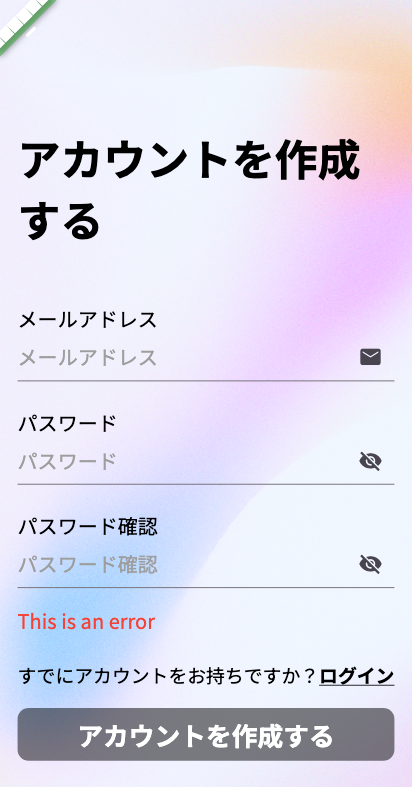 アカウントを作成
する
メールアドレス
メールアドレス
パスワード
パスワード
パスワード確認
パスワード確認
This is an error
すでにアカウントをお持ちですか？ログイン
アカウントを作成する